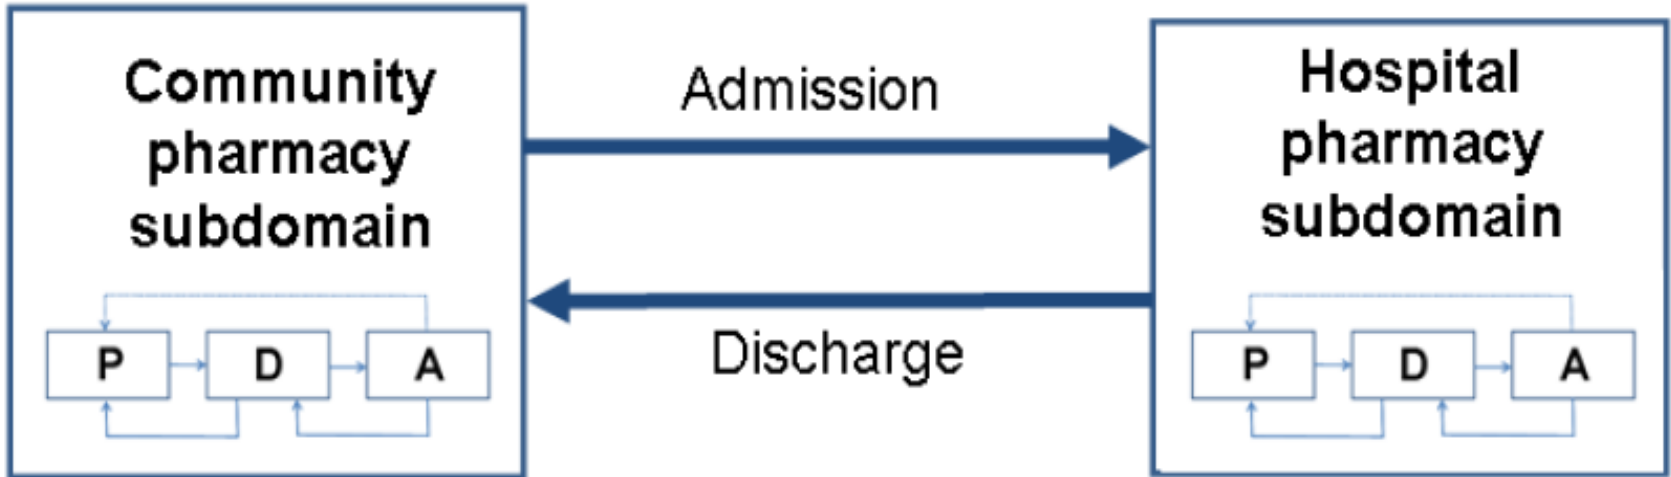 Community
pharmacy
subdomain
P D A
Admission
Discharge
Hospital
pharmacy
subdomain
P D A